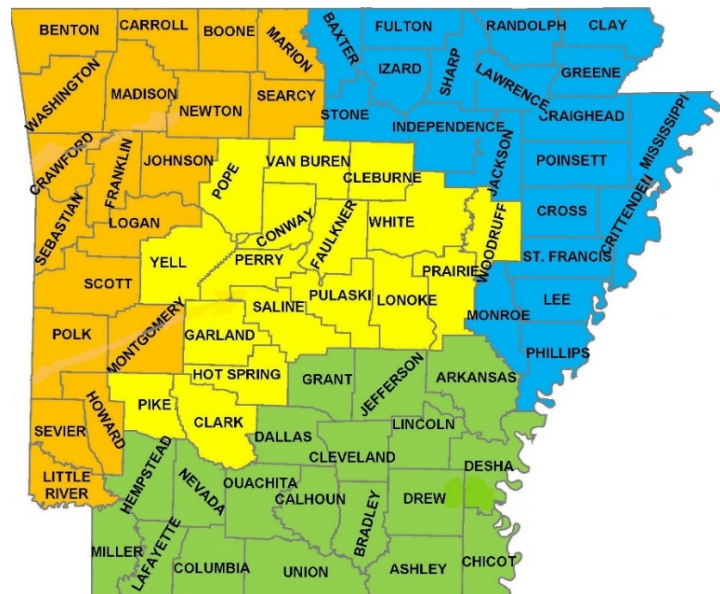 BENTON
CARROLL
BOONE
MARION
BAXTER
FULTON
RANDOLPH
CLAY
WASHINGTON
MADISON
NEWTON
SEARCY
IZARD
SHARP
LAWRENCE
GREENE
STONE
INDEPENDENCE
CRAIGHEAD
MISSISSIPPI
CRAWFORD
FRANKLIN
JOHNSON
POPE
VAN BUREN
CLEBURNE
JACKSON
POINSETT
SEBASTIAN
LOGAN
CONWAY
FAULKNER
WHITE
WOODRUFF
CROSS
CRITTENDEN
SCOTT
YELL
PERRY
PRAIRIE
ST. FRANCIS
POLK
MONTGOMERY
GARLAND
SALINE
PULASKI
LONOKE
MONROE
LEE
PHILLIPS
HOT SPRING
GRANT
JEFFERSON
ARKANSAS
SEVIER
HOWARD
PIKE
CLARK
DALLAS
CLEVELAND
LINCOLN
DESHA
LITTLE
RIVER
HEMPSTEAD
NEVADA
OUACHITA
CALHOUN
BRADLEY
DREW
MILLER
LAFAYETTE
COLUMBIA
UNION
ASHLEY
CHICOT